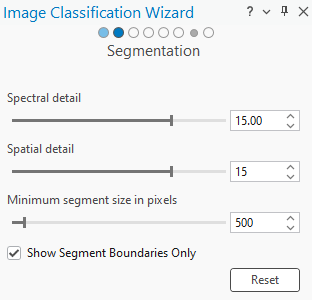 Image Classification Wizard ?
Segmentation
Spectral detail
15.00
Spatial detail
15
Minimum segment size in pixels
500
Show Segment Boundaries Only
Reset